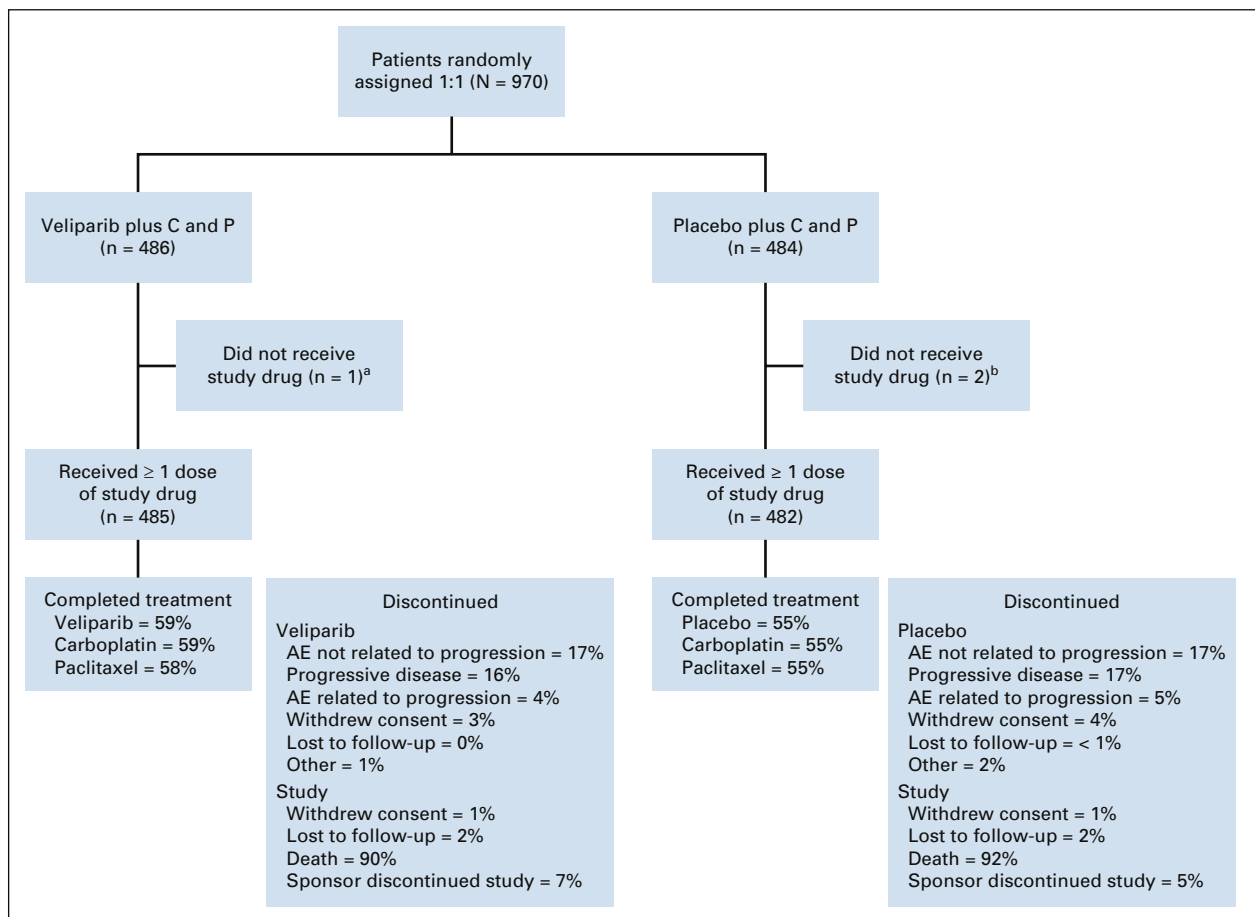 Patients randomly
assigned 1:1 (N = 970)
Veliparib plus C and P
(n = 486)
Placebo plus C and P
(n = 484)
Did not receive
study drug (n = 1)a
Did not receive
study drug (n = 2)b
Received ≥ 1 dose
of study drug
(n = 485)
Received ≥ 1 dose
of study drug
(n = 482)
Completed treatment
Veliparib = 59%
Carboplatin = 59%
Paclitaxel = 58%
Discontinued
Veliparib
AE not related to progression = 17%
Progressive disease = 16%
AE related to progression = 4%
Withdrew consent = 3%
Lost to follow-up = 0%
Other = 1%
Study
Withdrew consent = 1%
Lost to follow-up = 2%
Death = 90%
Sponsor discontinued study = 7%
Completed treatment
Placebo = 55%
Carboplatin = 55%
Paclitaxel = 55%
Discontinued
Placebo
AE not related to progression = 17%
Progressive disease = 17%
AE related to progression = 5%
Withdrew consent = 4%
Lost to follow-up = < 1%
Other = 2%
Study
Withdrew consent = 1%
Lost to follow-up = 2%
Death = 92%
Sponsor discontinued study = 5%